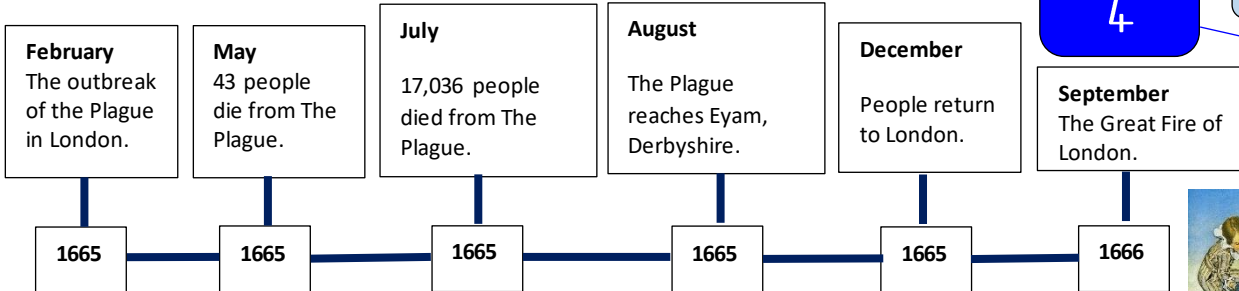 February
The outbreak
of the Plague
in London.
May
43 people
die from The
Plague.
July
17,036 people
died from The
Plague.
August
The Plague
reaches Eyam,
Derbyshire.
December
People return
to London.
4
September
The Great Fire of
London.
1665
1665
1665
1665
1665
1666